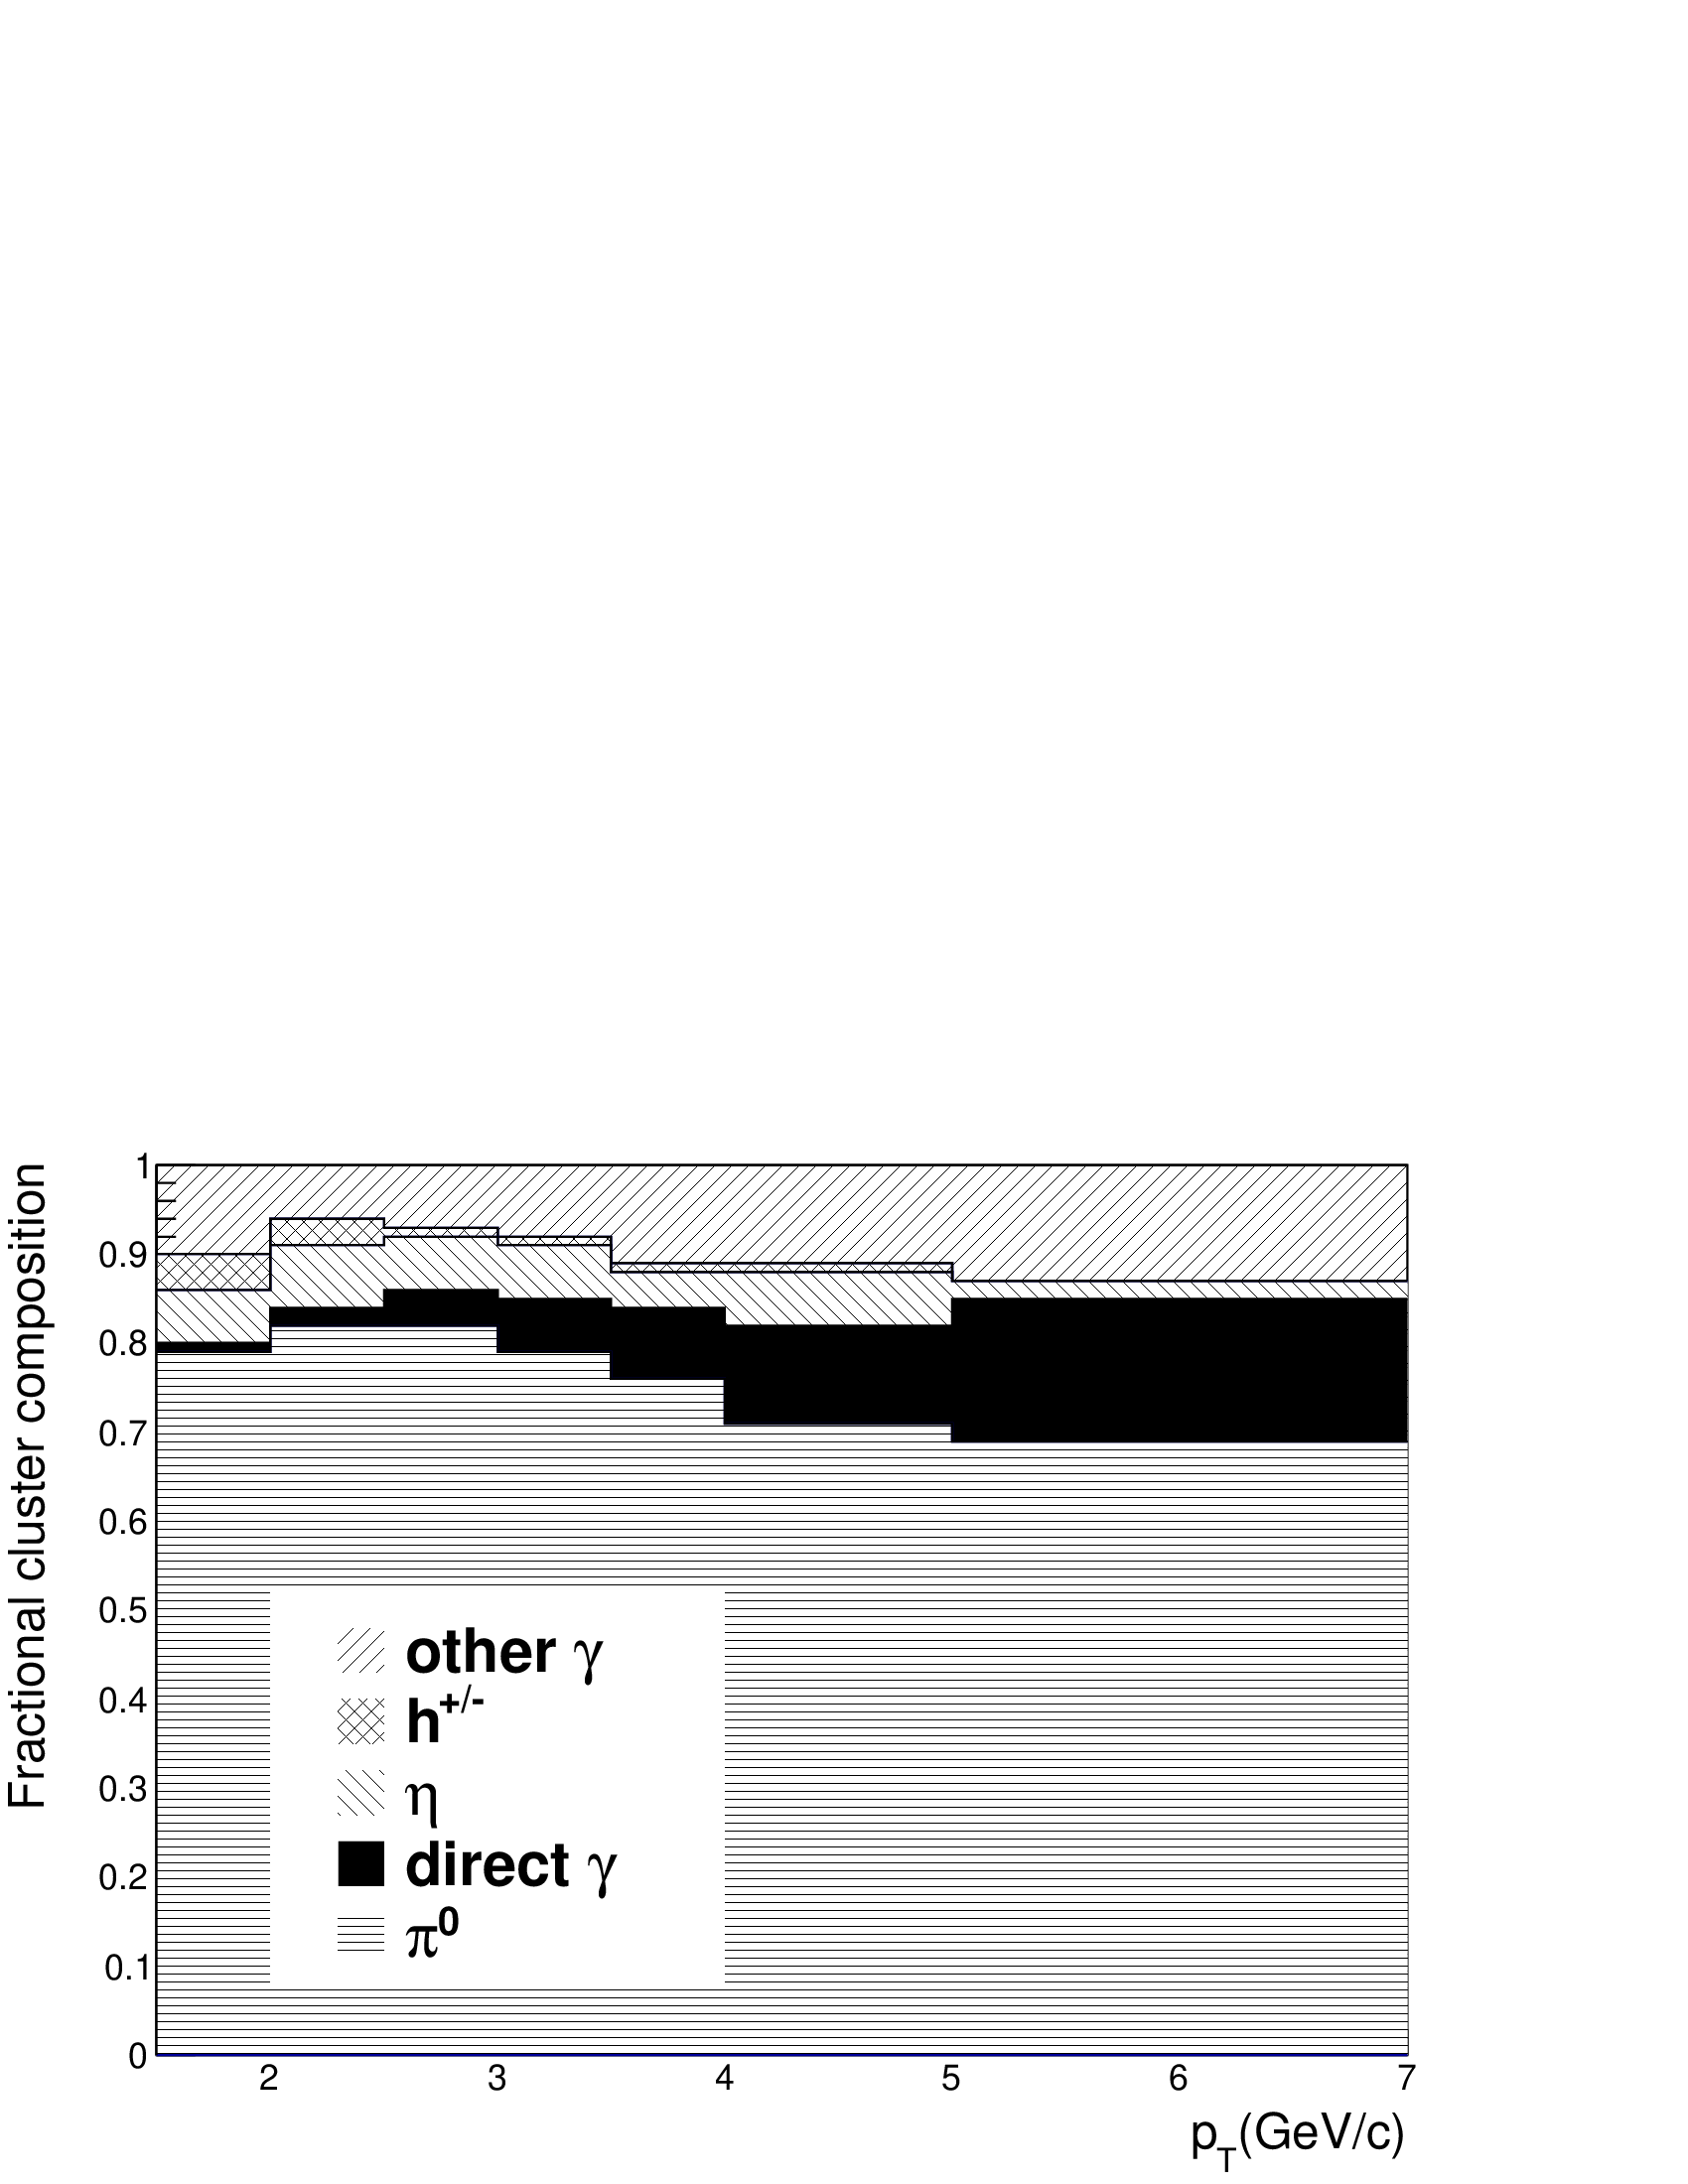 Fractional cluster composition
1
0.9
0.8
0.7
0.6
0.5
0.4
0.3
0.2
0.1
0
other γ
h+/-
η
direct γ
π0
2 3 4 5 6 7
pT(GeV/c)